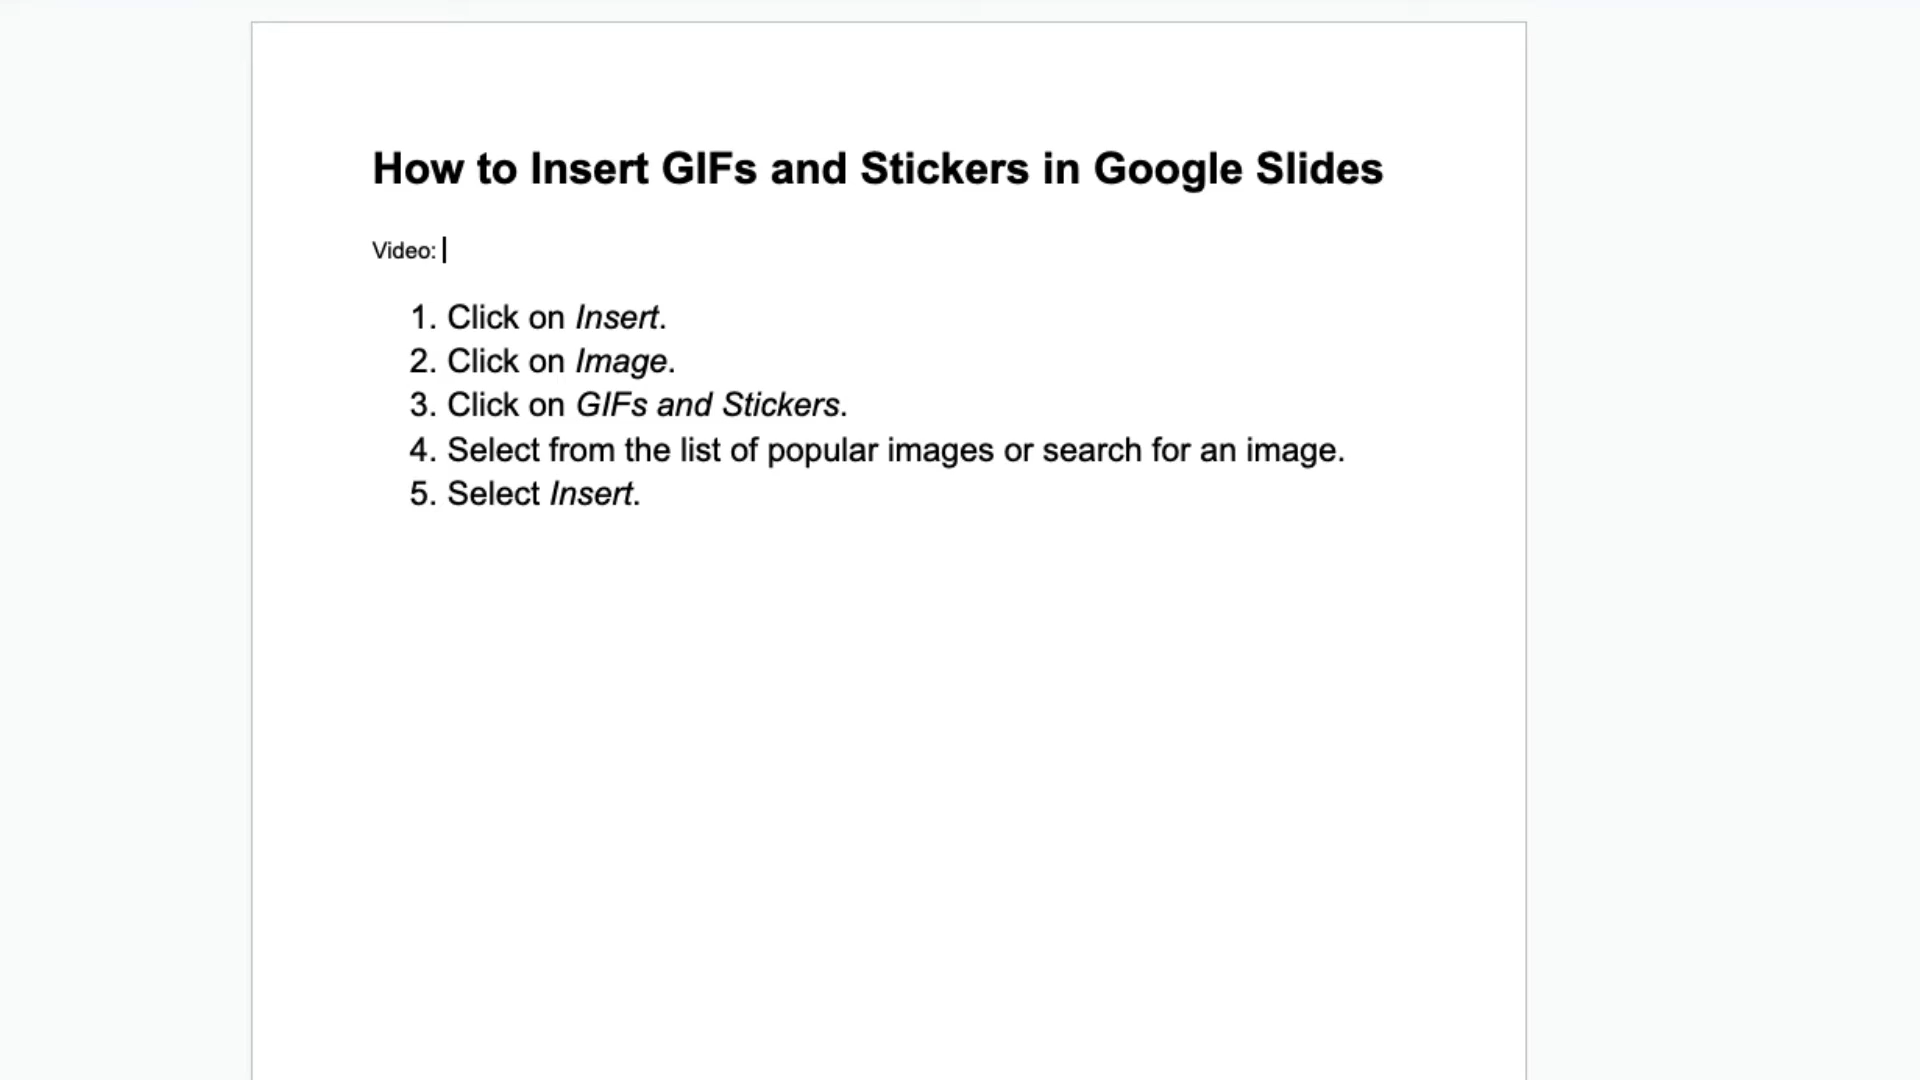 How to Insert GIFs and Stickers in Google Slides
Video:
1. Click on Insert.
2. Click on Image.
3. Click on GIFs and Stickers.
4. Select from the list of popular images or search for an image.
5. Select Insert.